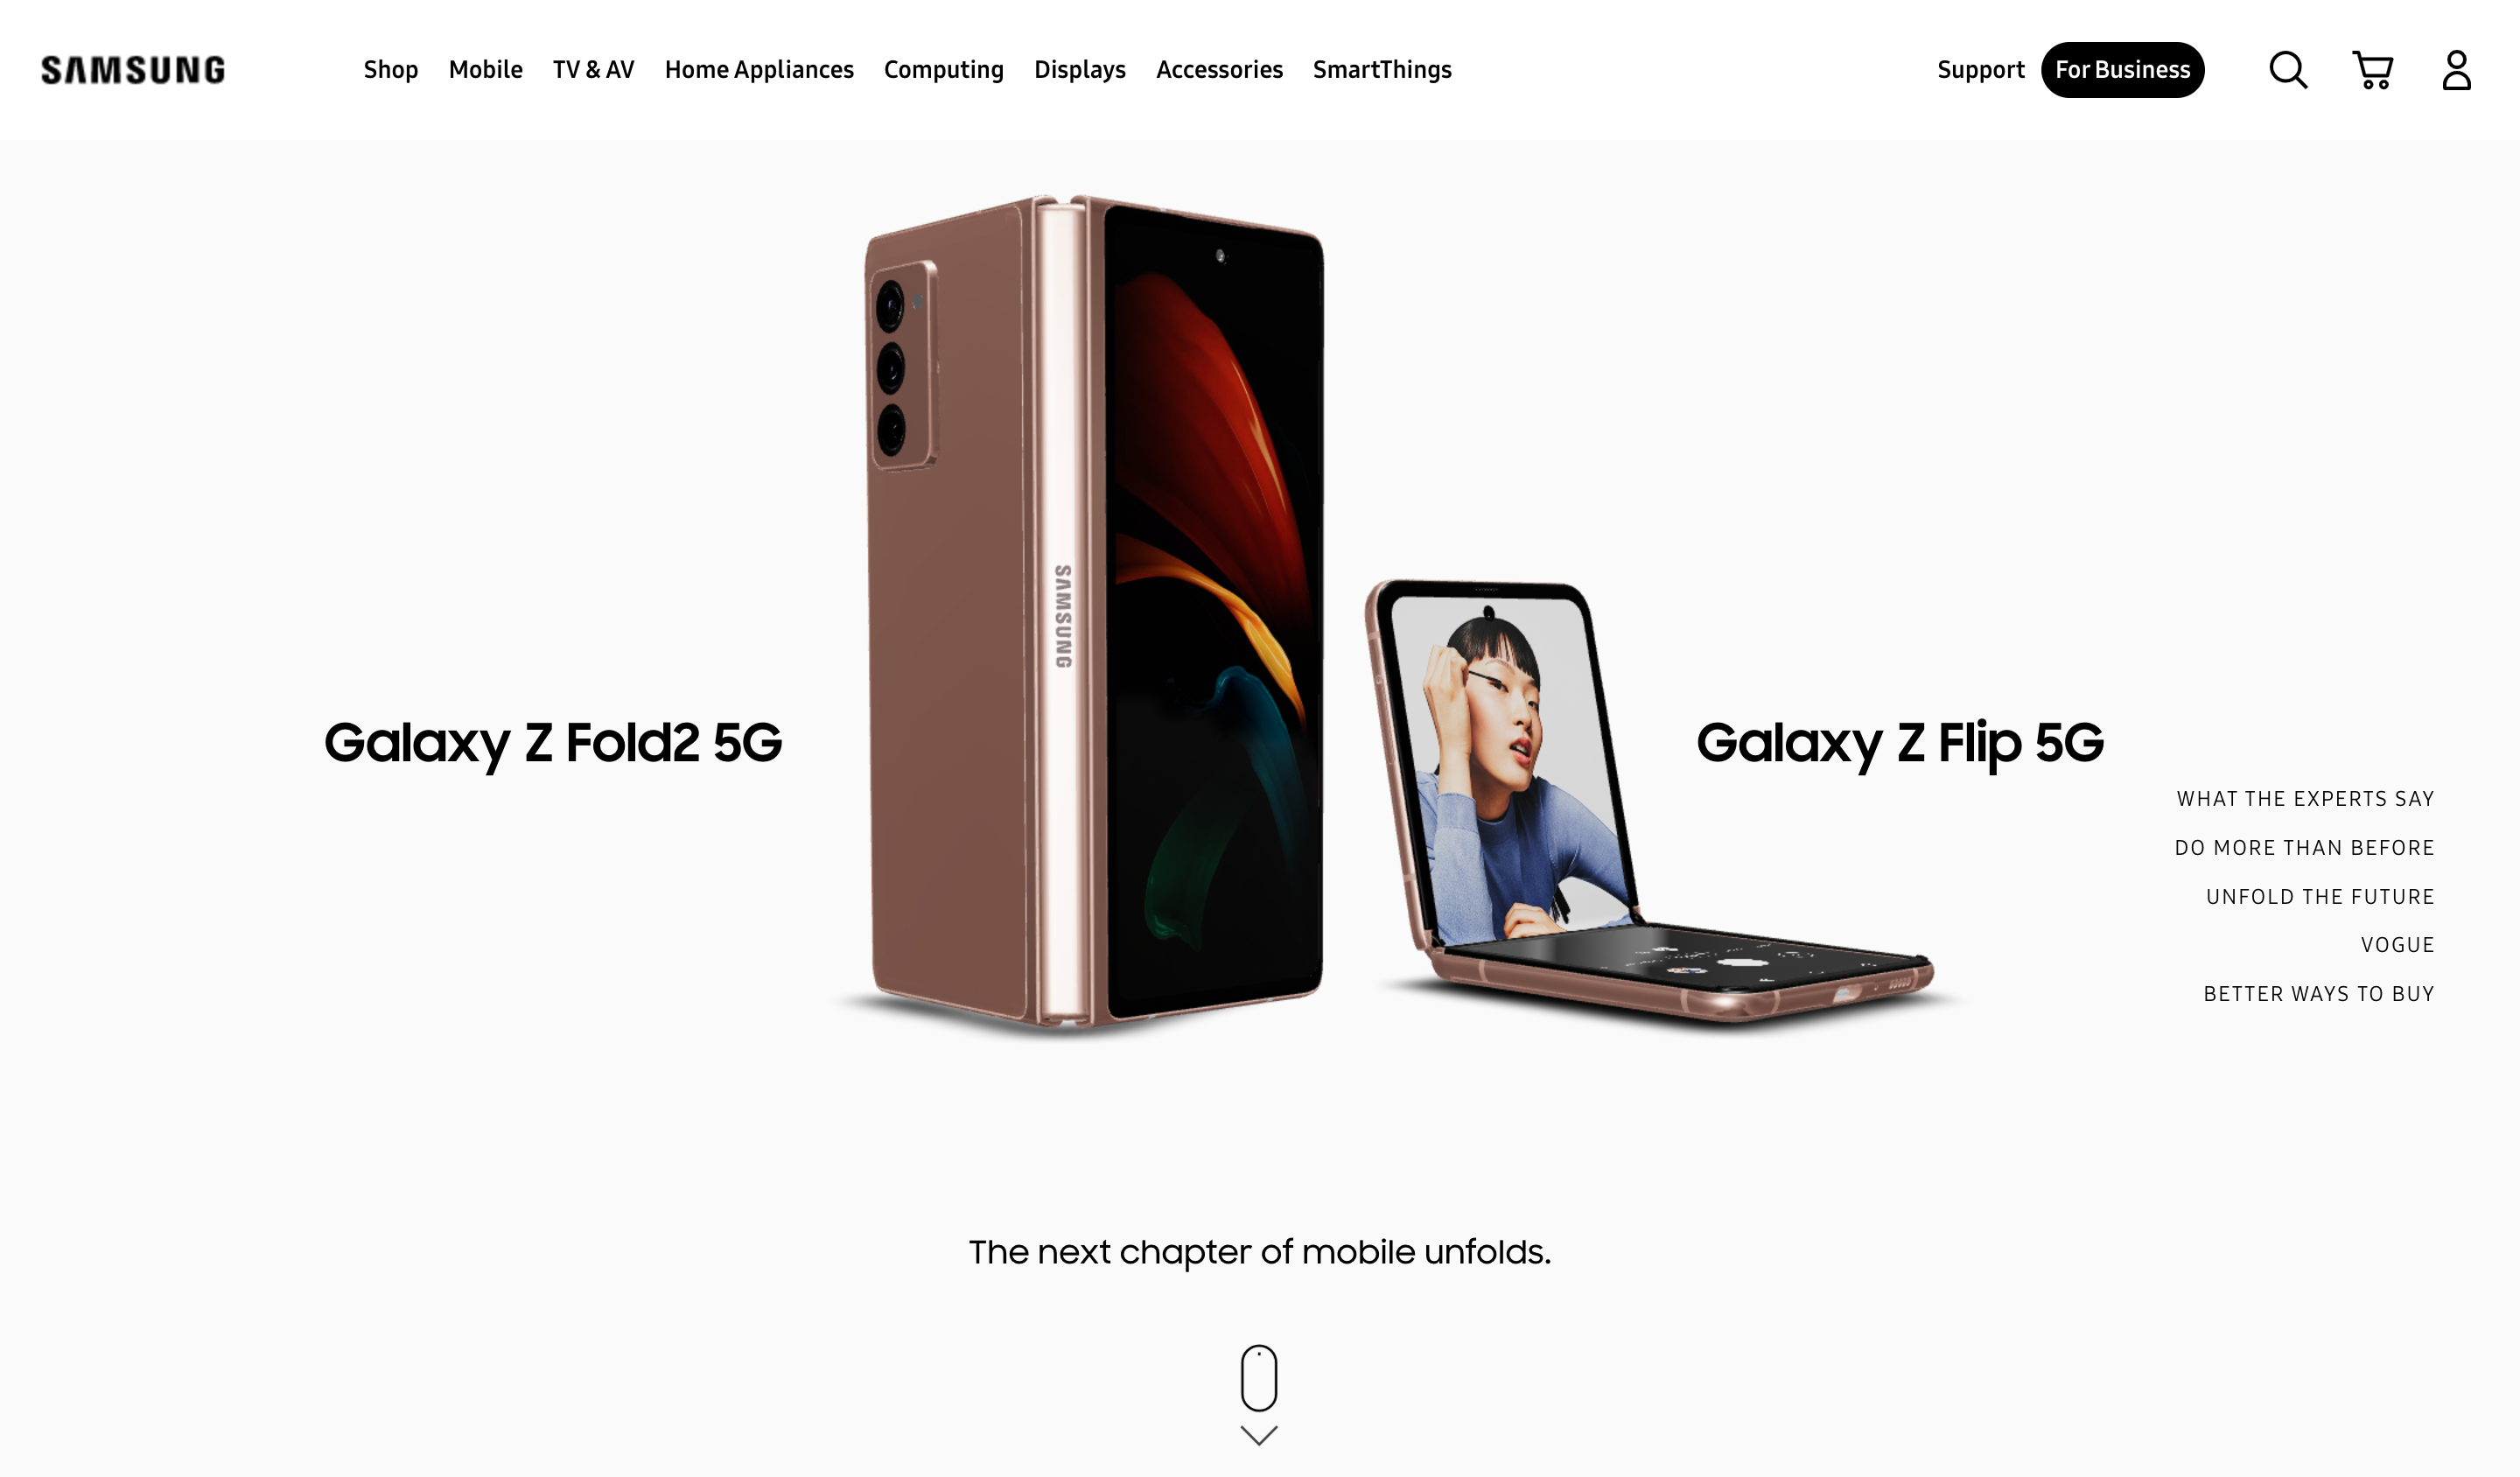 SAMSUNG
Shop Mobile TV & AV Home Appliances Computing Displays Accessories SmartThings Support For Business
SAMSUNG
Galaxy Z Fold2 5G
Galaxy Z Flip 5G
WHAT THE EXPERTS SAY
DO MORE THAN BEFORE
UNFOLD THE FUTURE
VOGUE
BETTER WAYS TO BUY
The next chapter of mobile unfolds.